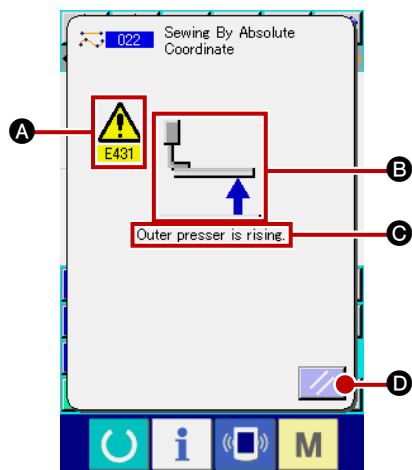 022 Sewing By Absolute
Coordinate
A
E431
B
Outer presser is rising.
C
D
i
M